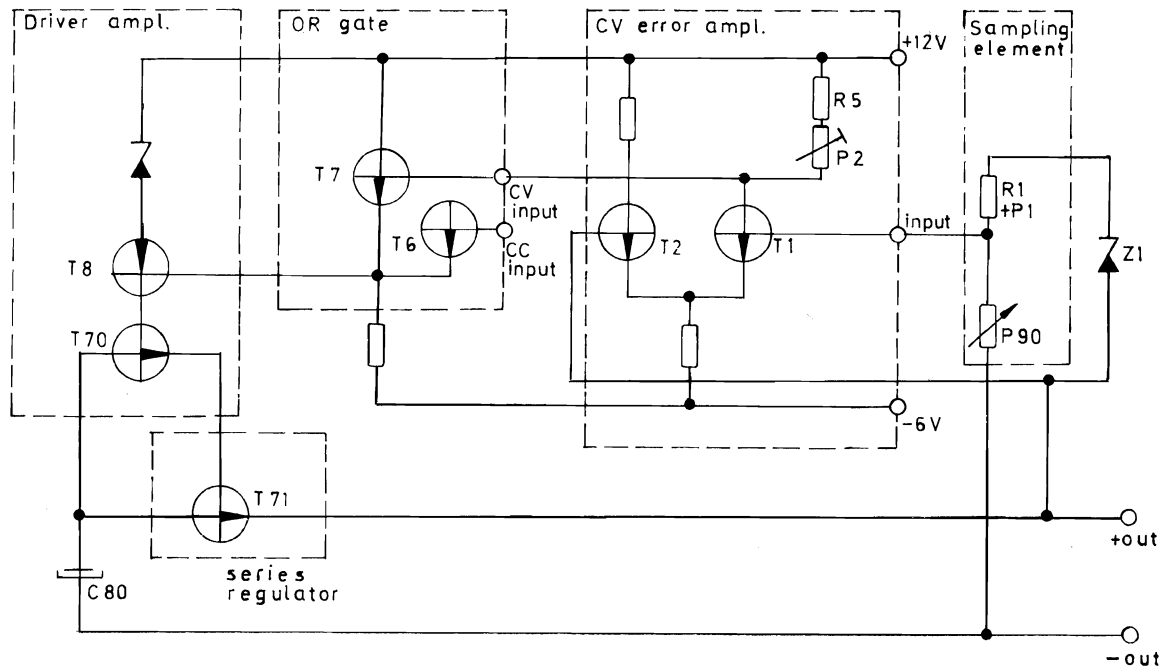 Driver ampl.
OR gate
CV error ampl.
+12V
Sampling
element
R5
P2
T7
CV
input
R1
+P1
input
T6
CC
input
T2
T1
Z1
T8
T70
P90
-6V
T71
+out
series
regulator
C80
-out